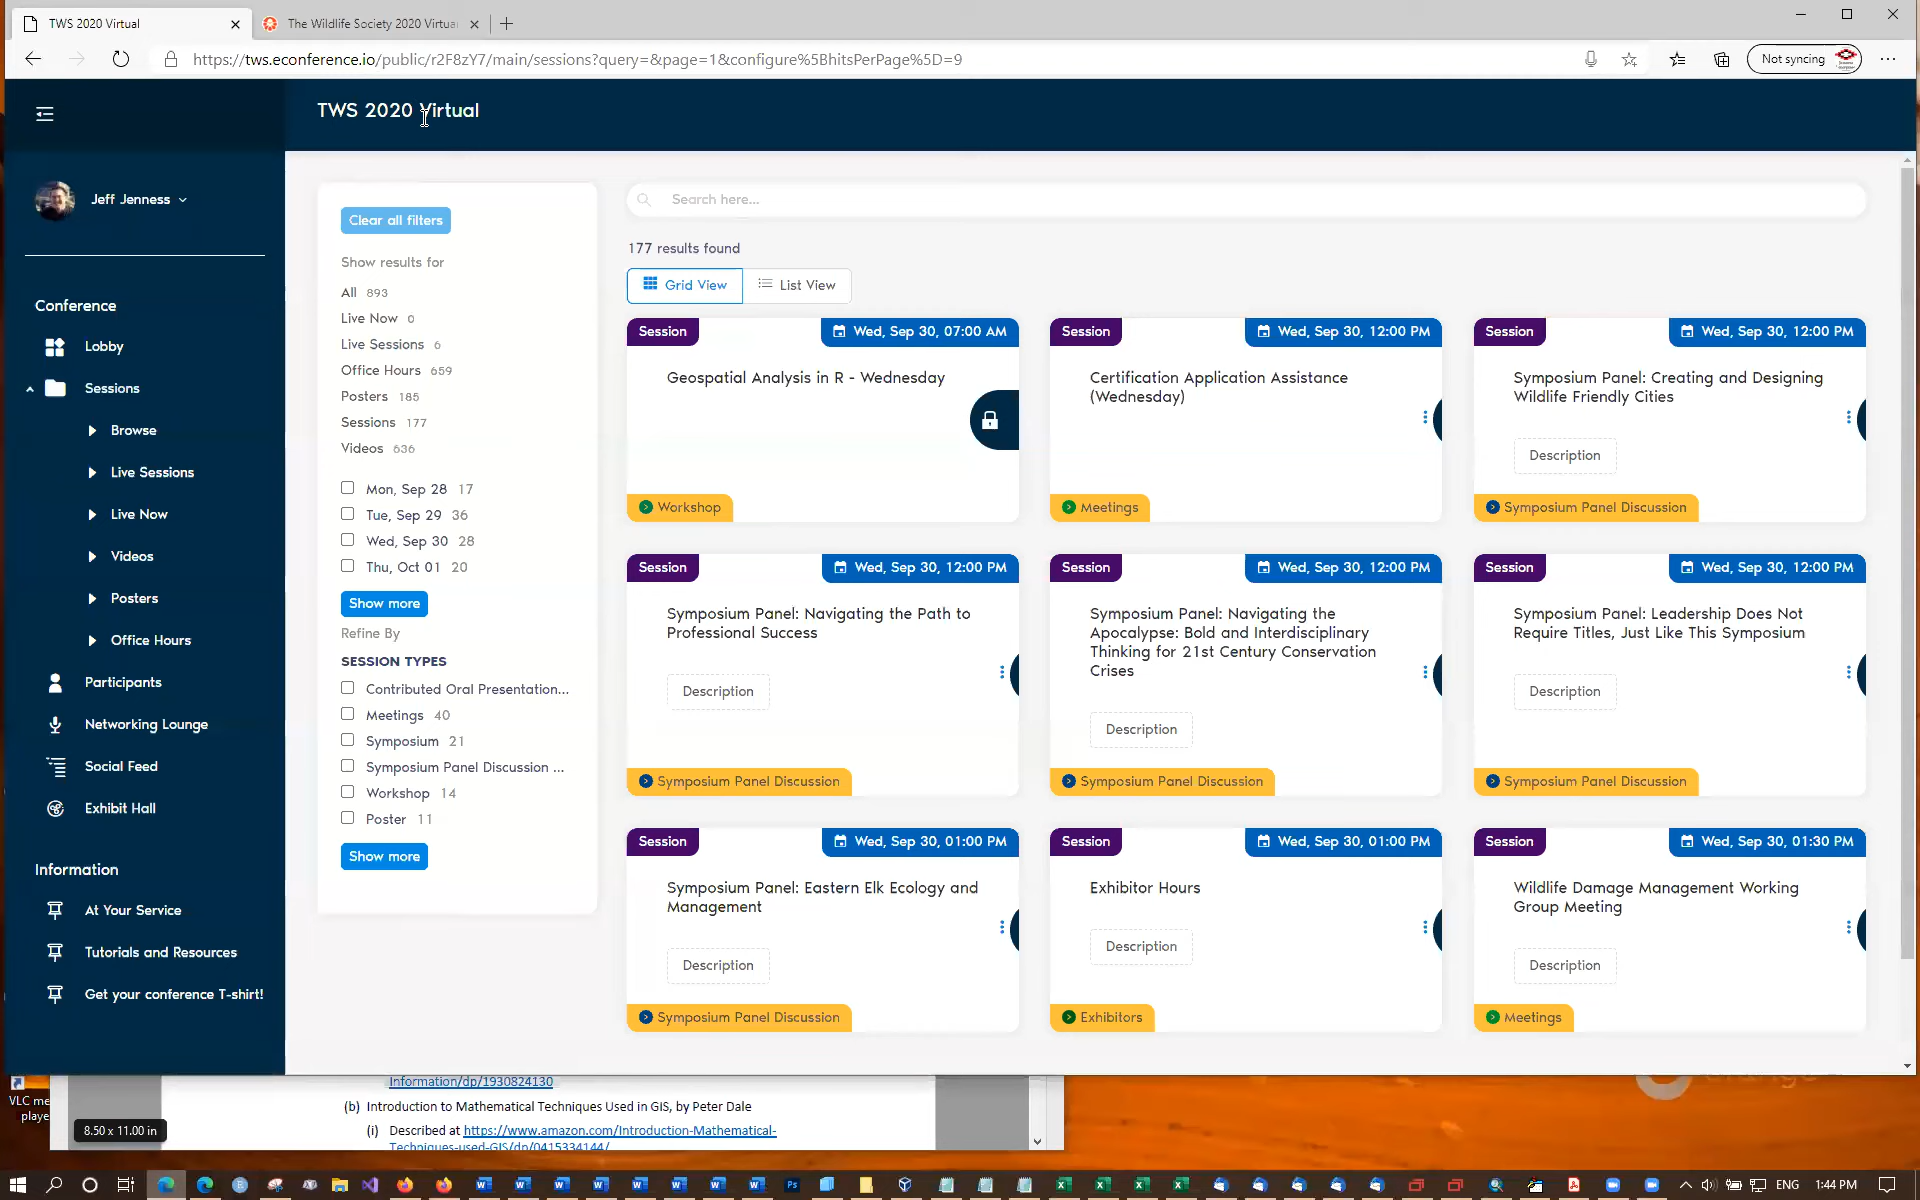 TWS 2020 Virtual
The Wildlife Society 2020 Virtua
https://tws.econference.io/public/r2F8zY7/main/sessions?query=&page=1&configure%5BhitsPerPage%5D=9
Not syncing
TWS 2020 Virtual
Jeff Jenness
Conference
Lobby
Sessions
Browse
Live Sessions
Live Now
Videos
Posters
Office Hours
Participants
Networking Lounge
Social Feed
Exhibit Hall
Information
At Your Service
Tutorials and Resources
Get your conference T-shirt!
Clear all filters
Show results for
All 893
Live Now 0
Live Sessions 6
Office Hours 659
Posters 185
Sessions 177
Videos 636
Mon, Sep 28 17
Tue, Sep 29 36
Wed, Sep 30 28
Thu, Oct 01 20
Show more
Refine By
SESSION TYPES
Contributed Oral Presentation...
Meetings 40
Symposium 21
Symposium Panel Discussion ...
Workshop 14
Poster 11
Show more
Search here...
177 results found
Grid View
List View
Session
Wed, Sep 30, 07:00 AM
Geospatial Analysis in R - Wednesday
Workshop
Session
Wed, Sep 30, 12:00 PM
Certification Application Assistance
(Wednesday)
Meetings
Session
Wed, Sep 30, 12:00 PM
Symposium Panel: Creating and Designing
Wildlife Friendly Cities
Description
Symposium Panel Discussion
Session
Wed, Sep 30, 12:00 PM
Symposium Panel: Navigating the Path to
Professional Success
Description
Symposium Panel Discussion
Session
Wed, Sep 30, 12:00 PM
Symposium Panel: Navigating the
Apocalypse: Bold and Interdisciplinary
Thinking for 21st Century Conservation
Crises
Description
Symposium Panel Discussion
Session
Wed, Sep 30, 12:00 PM
Symposium Panel: Leadership Does Not
Require Titles, Just Like This Symposium
Description
Symposium Panel Discussion
Session
Wed, Sep 30, 01:00 PM
Symposium Panel: Eastern Elk Ecology and
Management
Description
Symposium Panel Discussion
Session
Wed, Sep 30, 01:00 PM
Exhibitor Hours
Description
Exhibitors
Session
Wed, Sep 30, 01:30 PM
Wildlife Damage Management Working
Group Meeting
Description
Meetings
VLC me
playe
Information/dp/1930824130
(b) Introduction to Mathematical Techniques Used in GIS, by Peter Dale
(i) Described at https://www.amazon.com/Introduction-Mathematical-
Techniques-used-GIS/dp/0415334144/
8.50 x 11.00 in
ENG
1:44 PM